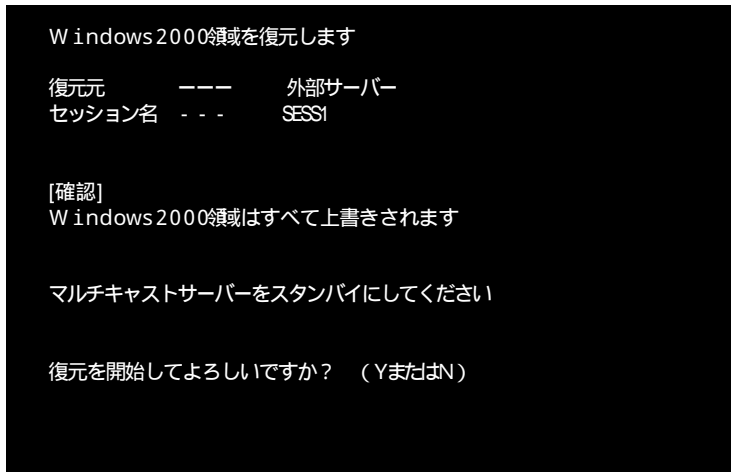 Windows2000領域を復元します
復元元 ーーー 外部サーバー
セッション名 - - - SESS1
[確認]
Windows2000領域はすべて上書きされます
マルチキャストサーバーをスタンバイにしてください
復元を開始してよろしいですか？ （YまたはN）